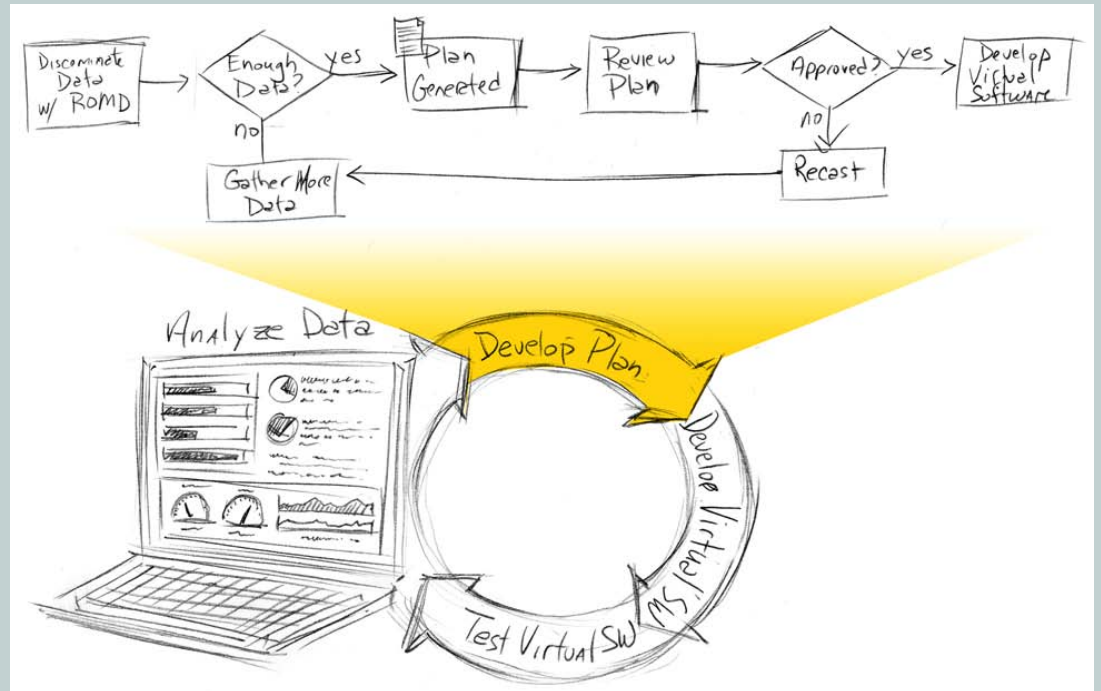 Discominate
Data
w/ ROMD
Enough
Data?
yes
no
Plan
Generated
Review
Plan
Approved?
yes
no
Develop
Virtual
Software
Gather More
Data
Recast
Analyze Data
Develop Plan
Develop Virtual SW
Test Virtual SW